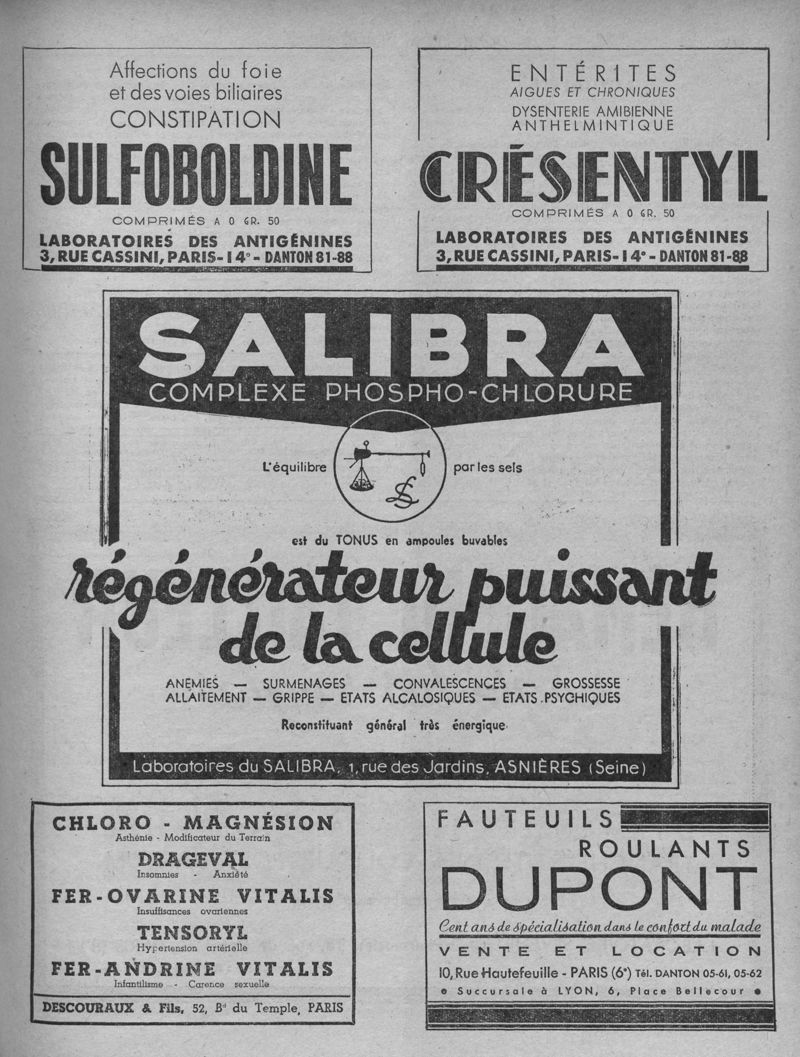 Affections du foie
et des voies biliaires
CONSTIPATION
SULFOBOLDINE
COMPRIMÉS A 0 GR. 50
LABORATOIRES DES ANTIGÉNINES
3, RUE CASSINI, PARIS-14° - DANTON 81-88
ENTÉRITES
AIGUES ET CHRONIQUES
DYSENTERIE AMIBIENNE
ANTHELMINTIQUE
CRÉSENTYL
COMPRIMÉS A 0 GR. 50
LABORATOIRES DES ANTIGÉNINES
3, RUE CASSINI, PARIS-14° - DANTON 81-88
SALIBRA
COMPLEXE PHOSPHO-CHLORURE
L'équilibre par les sels
LS
est du TONUS en ampoules buvables
régénérateur puissant
de la cellule
ANEMIES — SURMENAGES — CONVALESCENCES — GROSSESSE
ALLAITEMENT — GRIPPE — ETATS ALCALOSIQUES — ETATS PSYCHIQUES
Reconstituant général très énergique
Laboratoires du SALIBRA, 1, rue des Jardins, ASNIÈRES (Seine)
CHLORO - MAGNÉSION
Asthénie - Modificateur du Terrain
DRAGEVAL
Insomnies - Anxiété
FER-OVARINE VITALIS
Insuffisances ovariennes
TENSORYL
Hypertension artérielle
FER-ANDRINE VITALIS
Infantilisme - Carence sexuelle
DESCOURAUX & Fils, 52, Bd du Temple, PARIS
FAUTEUILS
ROULANTS
DUPONT
Cent ans de spécialisation dans le confort du malade
VENTE ET LOCATION
10, Rue Hautefeuille - PARIS (6e) Tél. DANTON 05-61, 05-62
• Succursale à LYON, 6, Place Bellecour •